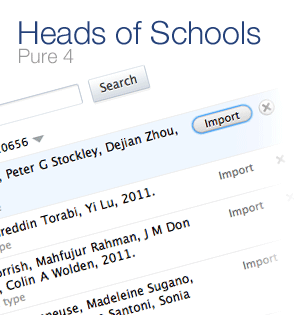 Heads of Schools
Pure 4
Search
0656
, Peter G Stockley, Dejian Zhou,
Import
reddin Torabi, Yi Lu, 2011.
Import
type
orrish, Mahfujur Rahman, J M Don
, Colin A Wolden, 2011.
Import
type
neuse, Madeleine Sugano,
Santoni, Sonia
Import